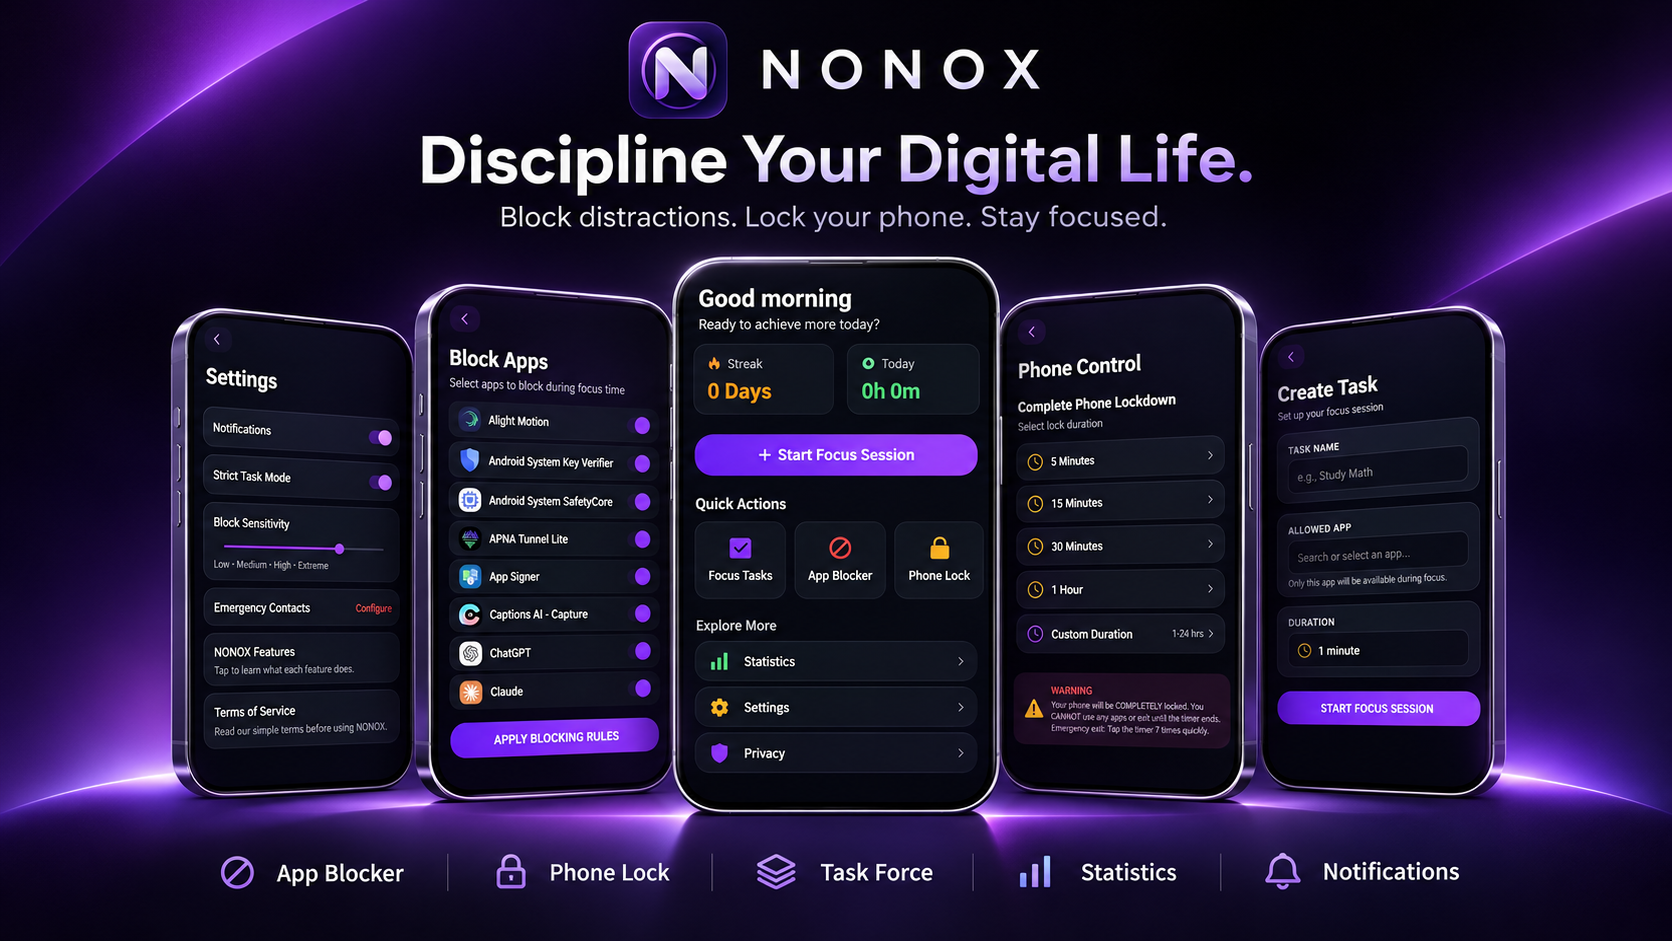 NONOX
Discipline Your Digital Life.
Block distractions. Lock your phone. Stay focused.
Settings
Notifications
Strict Task Mode
Block Sensitivity
Low • Medium • High • Extreme
Emergency Contacts Configure
NONOX Features
Tap to learn what each feature does.
Terms of Service
Read our simple terms before using NONOX.
Block Apps
Select apps to block during focus time
Alight Motion
Android System Key Verifier
Android System SafetyCore
APNA Tunnel Lite
App Signer
Captions AI - Capture
ChatGPT
Claude
APPLY BLOCKING RULES
Good morning
Ready to achieve more today?
Streak
0 Days
Today
0h 0m
+ Start Focus Session
Quick Actions
Focus Tasks
App Blocker
Phone Lock
Explore More
Statistics
Settings
Privacy
Phone Control
Complete Phone Lockdown
Select lock duration
5 Minutes
15 Minutes
30 Minutes
1 Hour
Custom Duration 1-24 hrs
WARNING
Your phone will be COMPLETELY locked. You
CANNOT use any apps or exit until the timer ends.
Emergency exit: Tap the timer 7 times quickly.
Create Task
Set up your focus session
TASK NAME
e.g., Study Math
ALLOWED APP
Search or select an app...
Only this app will be available during focus.
DURATION
1 minute
START FOCUS SESSION
App Blocker
Phone Lock
Task Force
Statistics
Notifications